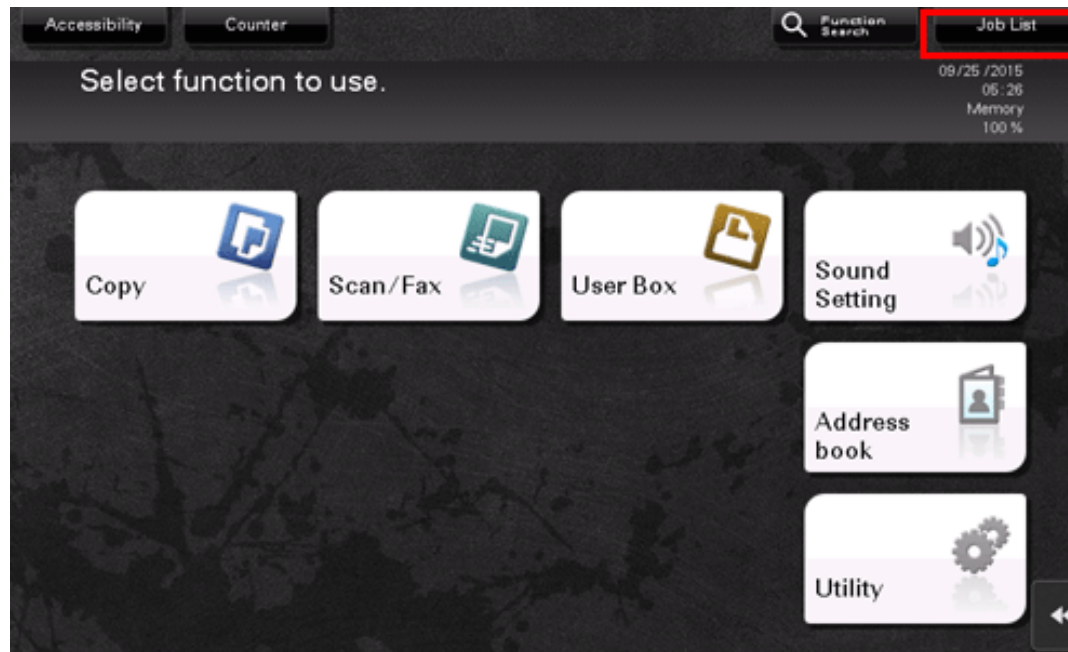 Accessibility
Counter
Function
Search
Job List
Select function to use.
09/25 /2015
05:26
Memory
100 %
Copy
Scan/Fax
User Box
Sound
Setting
Address
book
Utility